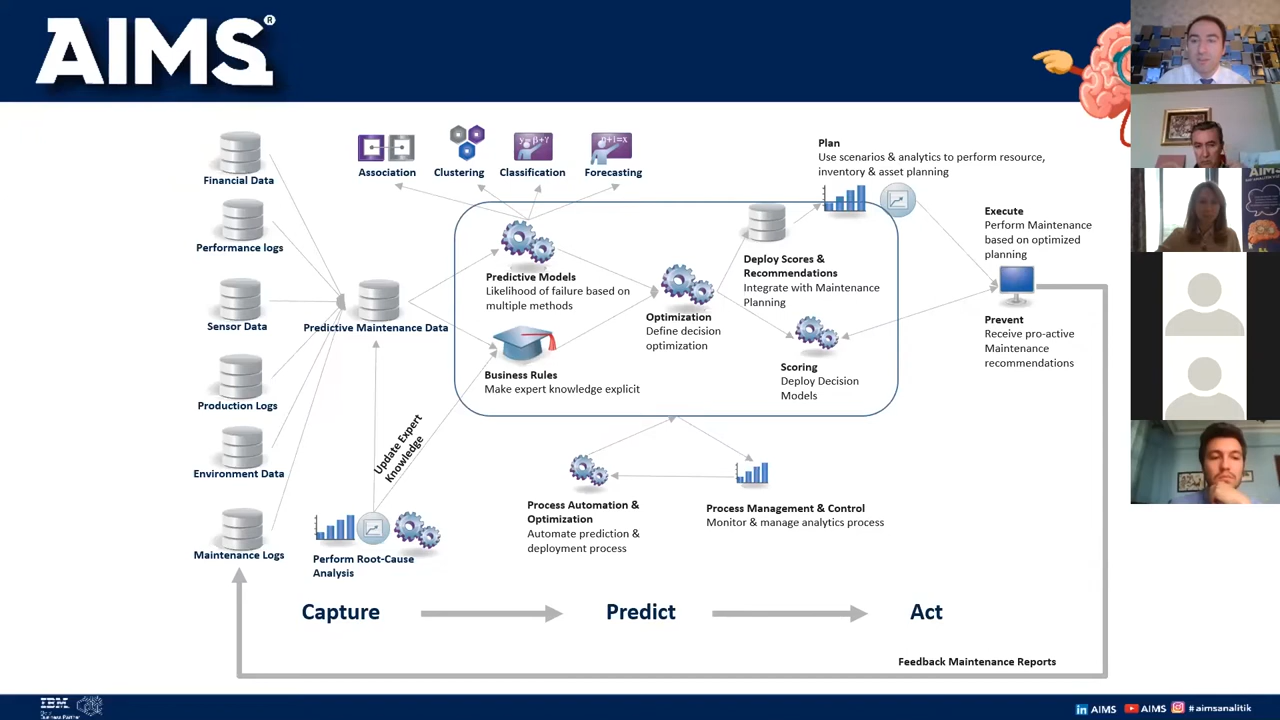 AIMS®
Financial Data
Performance logs
Sensor Data
Production Logs
Environment Data
Maintenance Logs
Predictive Maintenance Data
Association
Clustering
y=β+γ
Classification
n+1=x
Forecasting
Predictive Models
Likelihood of failure based on
multiple methods
Business Rules
Make expert knowledge explicit
Optimization
Define decision
optimization
Deploy Scores &
Recommendations
Integrate with Maintenance
Planning
Scoring
Deploy Decision
Models
Plan
Use scenarios & analytics to perform resource,
inventory & asset planning
Execute
Perform Maintenance
based on optimized
planning
Prevent
Receive pro-active
Maintenance
recommendations
Update Expert
Knowledge
Perform Root-Cause
Analysis
Process Automation &
Optimization
Automate prediction &
deployment process
Process Management & Control
Monitor & manage analytics process
Capture
Predict
Act
Feedback Maintenance Reports
IBM
Business Partner
in AIMS
AIMS
#aimsanalitik